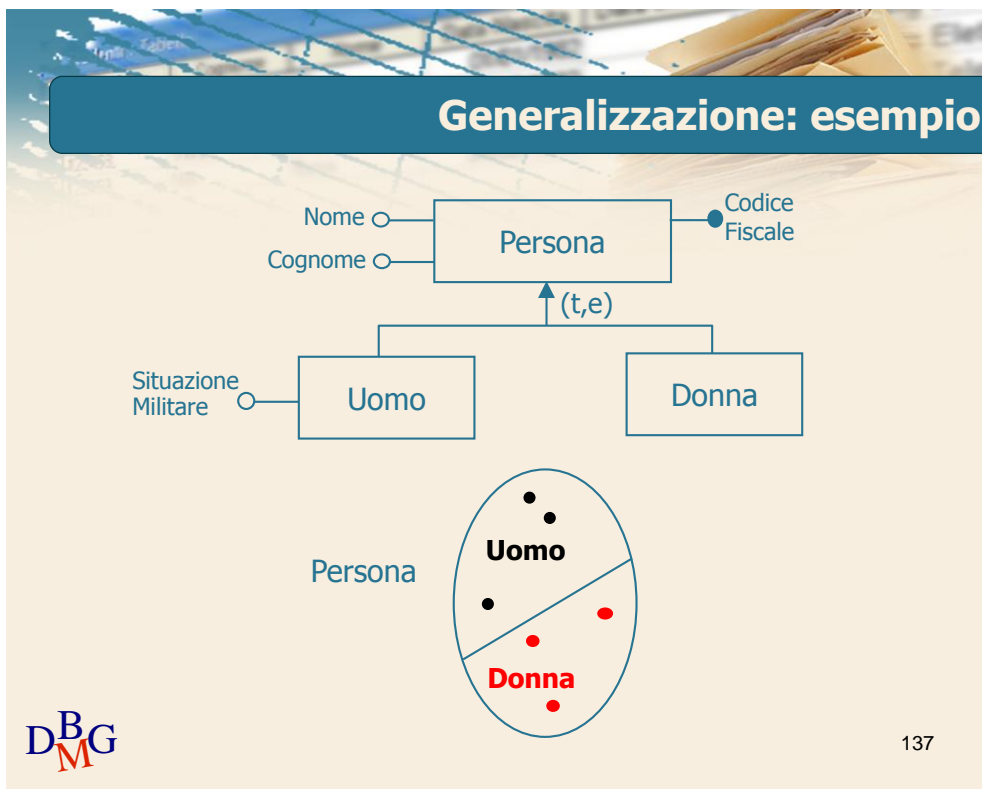 Generalizzazione: esempio
Nome
Cognome
Persona
Codice
Fiscale
(t,e)
Situazione
Militare
Uomo
Donna
Persona
Uomo
Donna
DBMG
137